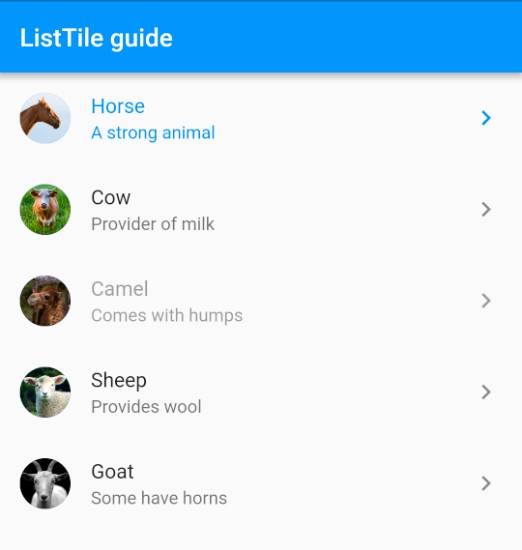 ListTile guide
Horse
A strong animal
Cow
Provider of milk
Camel
Comes with humps
Sheep
Provides wool
Goat
Some have horns